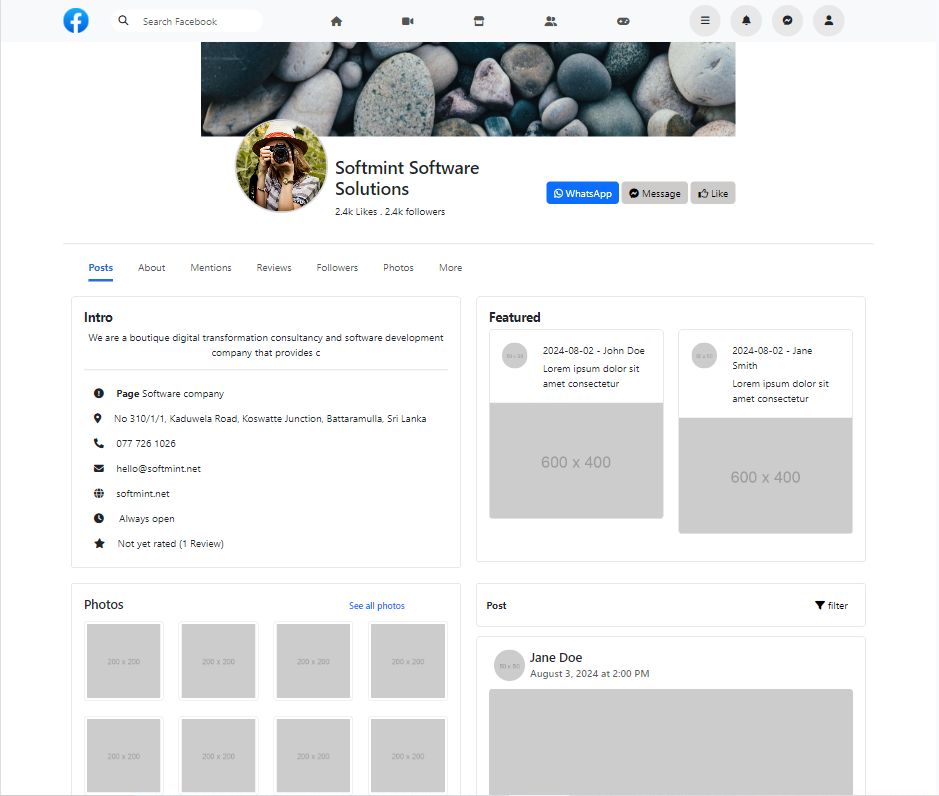 Search Facebook
Softmint Software
Solutions
2.4k Likes . 2.4k followers
WhatsApp
Message
Like
Posts
About
Mentions
Reviews
Followers
Photos
More
Intro
We are a boutique digital transformation consultancy and software development
company that provides c
Page Software company
No 310/1/1, Kaduwela Road, Koswatte Junction, Battaramulla, Sri Lanka
077 726 1026
hello@softmint.net
softmint.net
Always open
Not yet rated (1 Review)
Featured
50 x 50
2024-08-02 - John Doe
Lorem ipsum dolor sit
amet consectetur
600 x 400
50 x 50
2024-08-02 - Jane
Smith
Lorem ipsum dolor sit
amet consectetur
600 x 400
Photos
See all photos
200 x 200
200 x 200
200 x 200
200 x 200
200 x 200
200 x 200
200 x 200
200 x 200
Post
filter
50 x 50
Jane Doe
August 3, 2024 at 2:00 PM